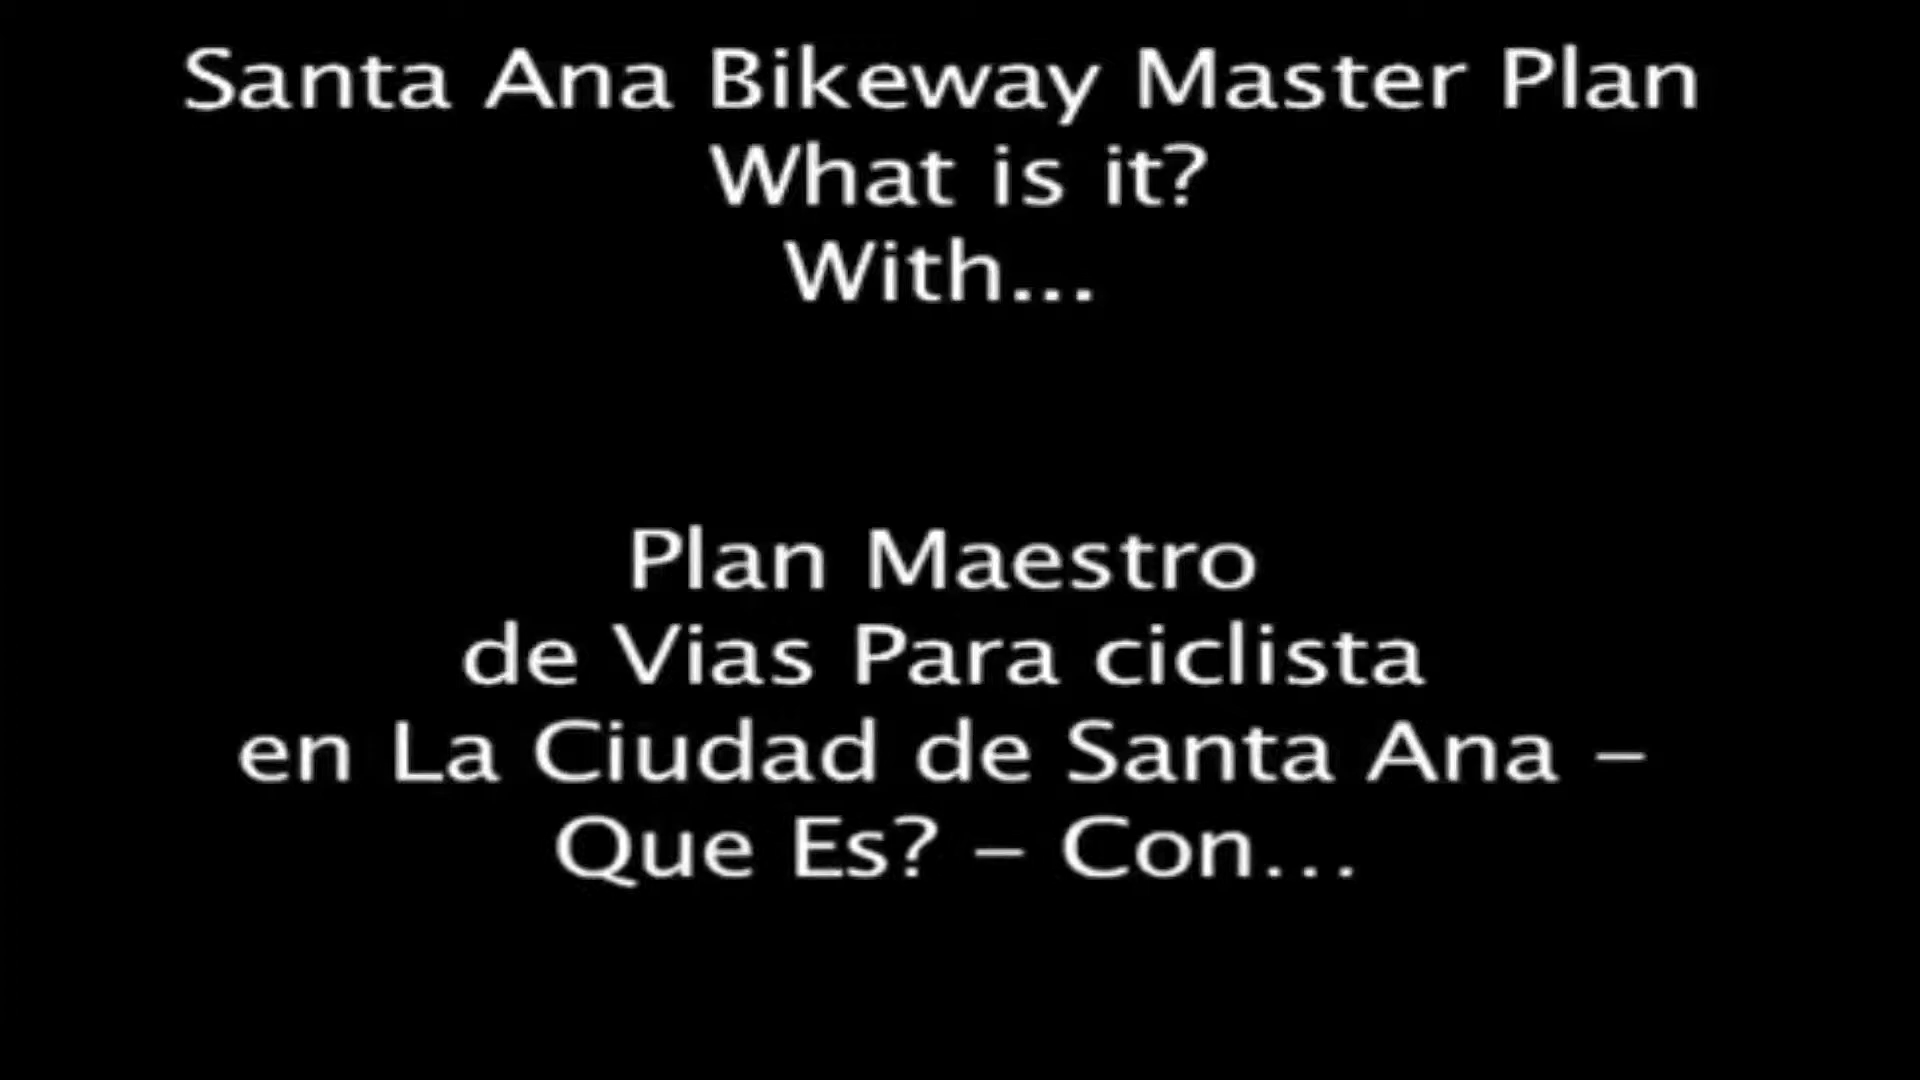 Santa Ana Bikeway Master Plan
What is it?
With...
Plan Maestro
de Vias Para ciclista
en La Ciudad de Santa Ana –
Que Es? – Con...